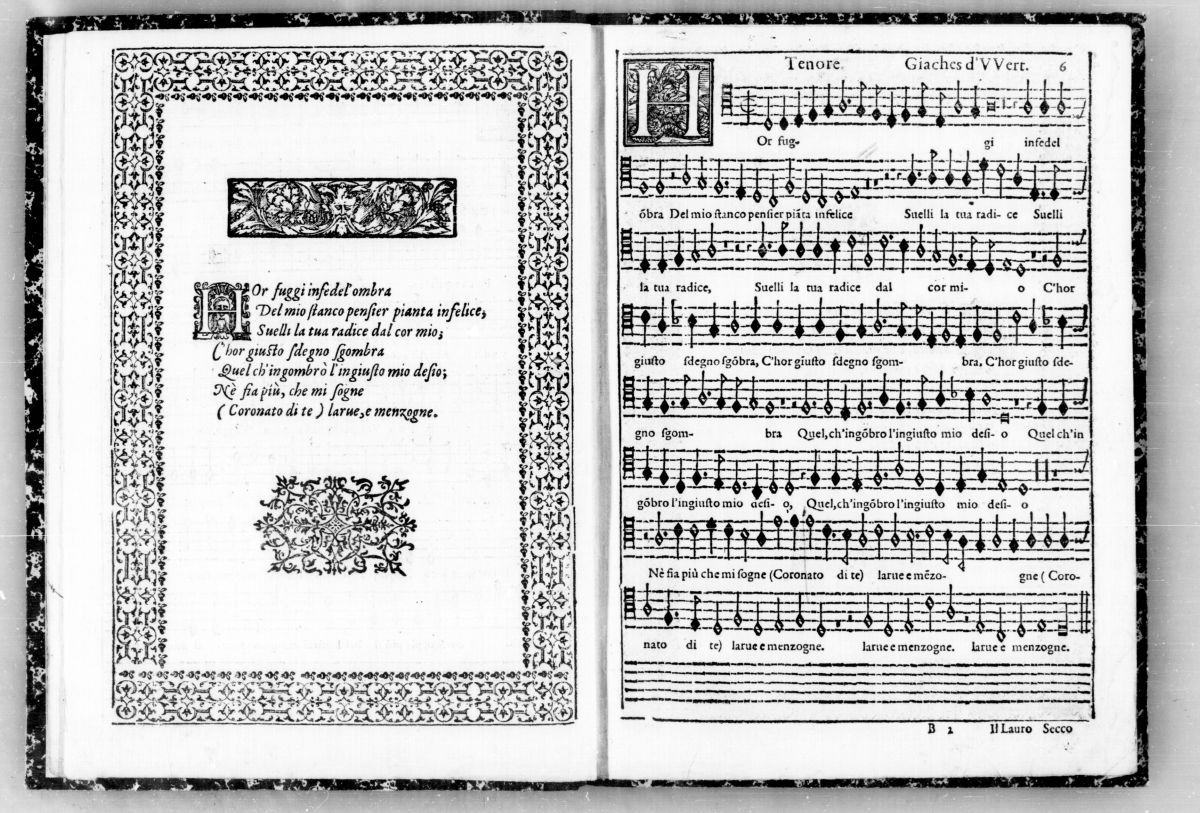 HOr fuggi infedel'ombra
Del mio ſtanco penſier pianta infelice,
Suelli la tua radice dal cor mio;
C'hor giuſto ſdegno ſgombra
Quel ch'ingombrò l'ingiuſto mio deſio;
Nè ſia più, che mi ſogne
(Coronato di te) larue, e menzogne.
Tenore. Giaches d'VVert. 6
HOr fug- gi infedel
õbra Del mio ſtanco penſier piãta infelice Suelli la tua radi- ce Suelli
la tua radice, Suelli la tua radice dal cor mi- o C'hor
giuſto ſdegno ſgõbra, C'hor giuſto ſdegno ſgom- bra. C'hor giuſto ſde-
gno ſgom- bra Quel, ch'ingõbro l'ingiuſto mio deſi- o Quel ch'in
gõbro l'ingiuſto mio deſi- o, Quel, ch'ingõbro l'ingiuſto mio deſi- o
Nè fia più che mi ſogne (Coronato di te) larue e mẽzo- gne (Coro-
nato di te) larue e menzogne. larue e menzogne. larue e menzogne.
B 2 Il Lauro Secco